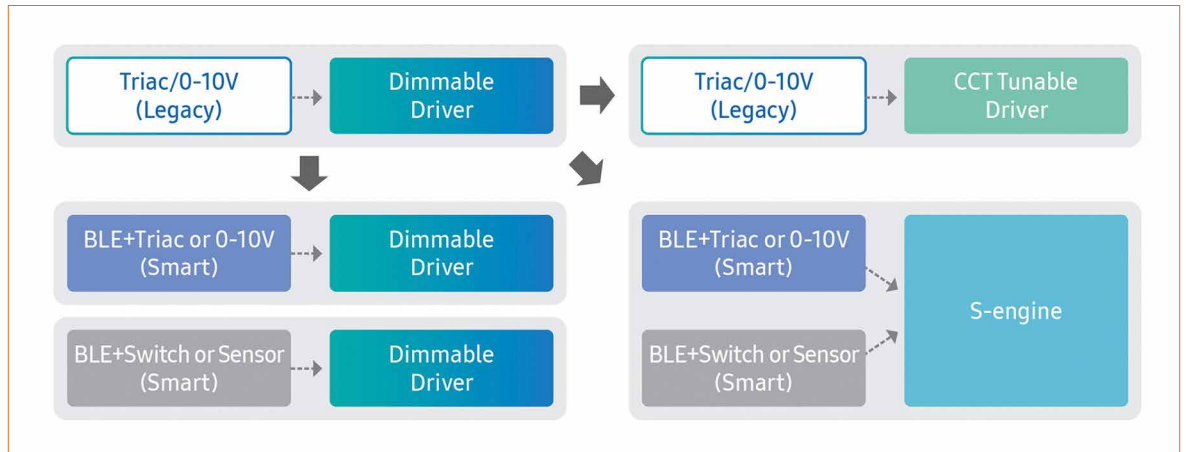 Triac/0-10V
(Legacy)
Dimmable
Driver
Triac/0-10V
(Legacy)
CCT Tunable
Driver
BLE+Triac or 0-10V
(Smart)
Dimmable
Driver
BLE+Switch or Sensor
(Smart)
Dimmable
Driver
BLE+Triac or 0-10V
(Smart)
BLE+Switch or Sensor
(Smart)
S-engine